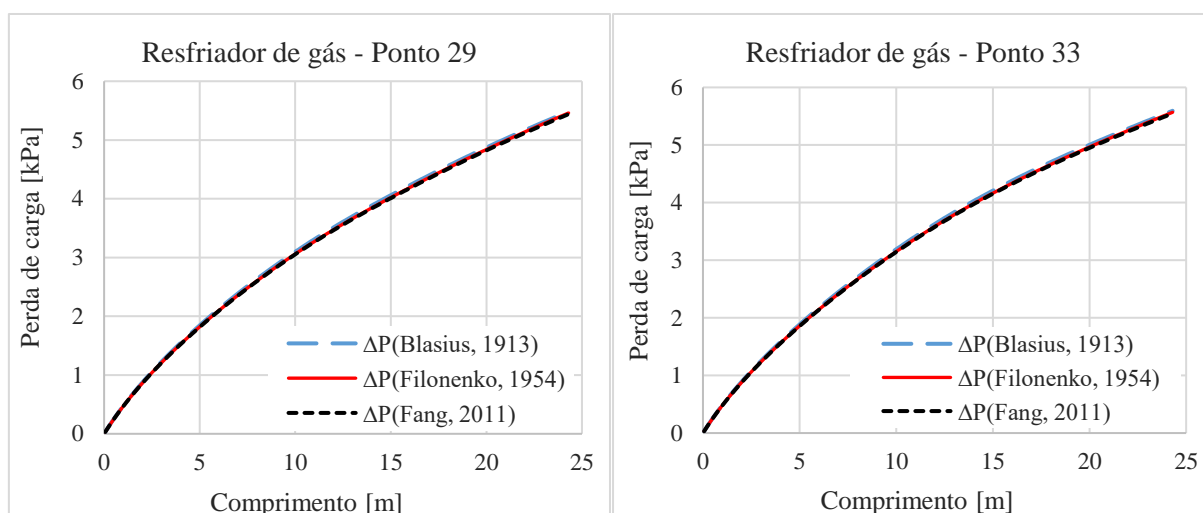 Resfriador de gás - Ponto 29
Perda de carga [kPa]
6
5
4
3
2
1
0
ΔP(Blasius, 1913)
ΔP(Filonenko, 1954)
ΔP(Fang, 2011)
0 5 10 15 20 25
Comprimento [m]
Resfriador de gás - Ponto 33
Perda de carga [kPa]
6
5
4
3
2
1
0
ΔP(Blasius, 1913)
ΔP(Filonenko, 1954)
ΔP(Fang, 2011)
0 5 10 15 20 25
Comprimento [m]